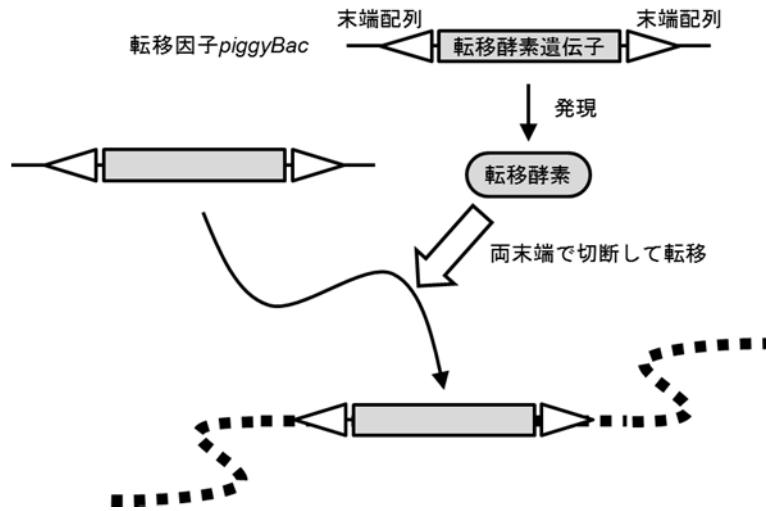 末端配列
末端配列
転移因子piggyBac
転移酵素遺伝子
発現
転移酵素
両末端で切断して転移